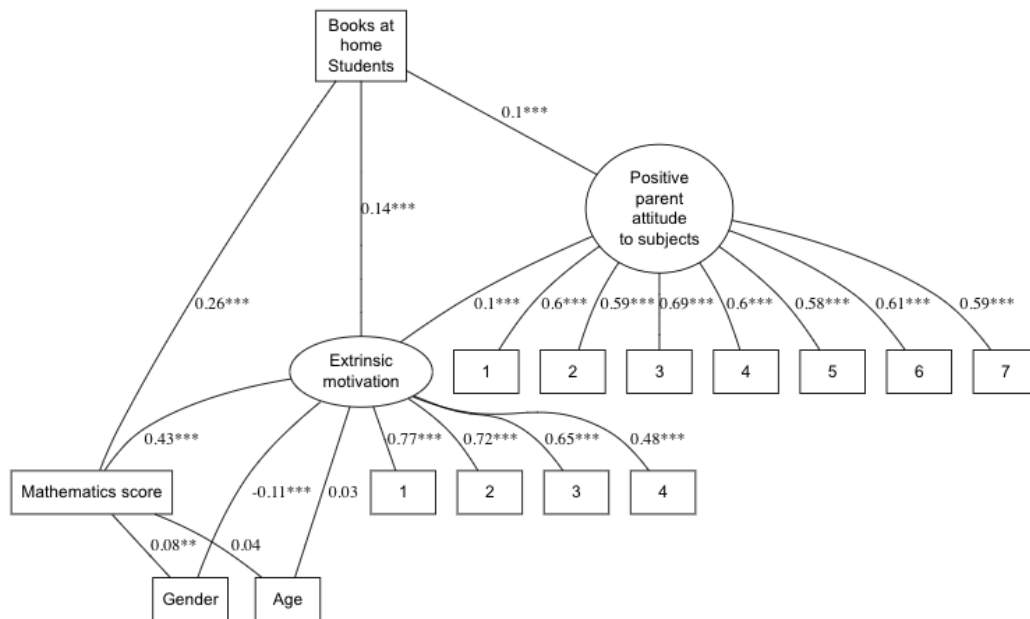 Books at
home
Students
0.1***
Positive
parent
attitude
to subjects
0.14***
0.26***
0.1***
0.6***
0.59***
0.69***
0.6***
0.58***
0.61***
0.59***
Extrinsic
motivation
1
2
3
4
5
6
7
0.43***
0.77***
0.72***
0.65***
0.48***
Mathematics score
-0.11***
0.03
1
2
3
4
0.08**
0.04
Gender
Age